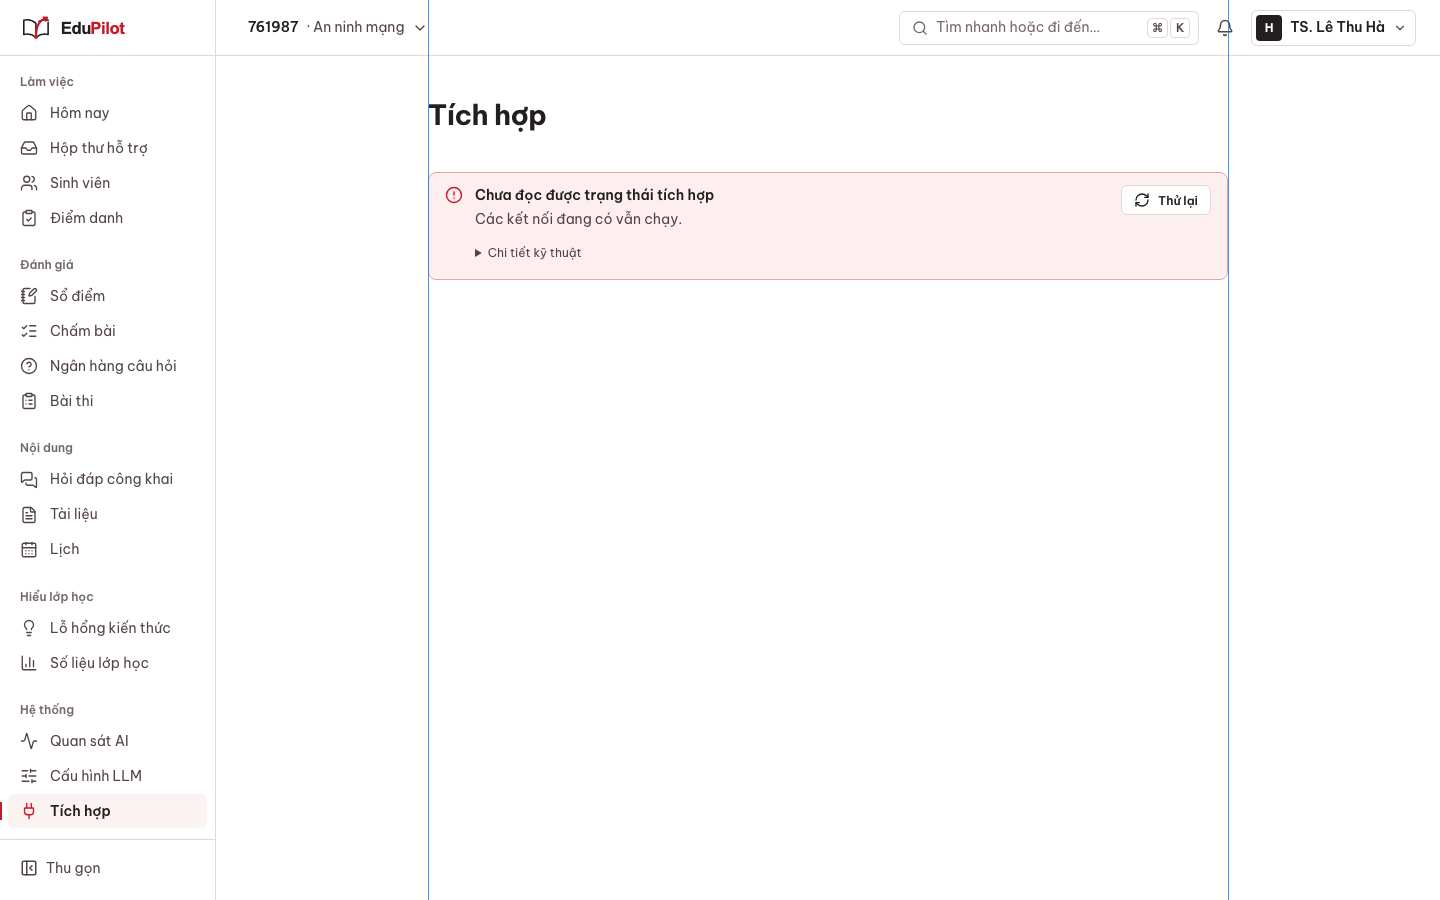 EduPilot
761987 · An ninh mạng
Tìm nhanh hoặc đi đến...
⌘ K
H
TS. Lê Thu Hà
Làm việc
Hôm nay
Hộp thư hỗ trợ
Sinh viên
Điểm danh
Đánh giá
Sổ điểm
Chấm bài
Ngân hàng câu hỏi
Bài thi
Nội dung
Hỏi đáp công khai
Tài liệu
Lịch
Hiểu lớp học
Lỗ hổng kiến thức
Số liệu lớp học
Hệ thống
Quan sát AI
Cấu hình LLM
Tích hợp
Thu gọn
Tích hợp
Chưa đọc được trạng thái tích hợp
Các kết nối đang có vẫn chạy.
Chi tiết kỹ thuật
Thử lại